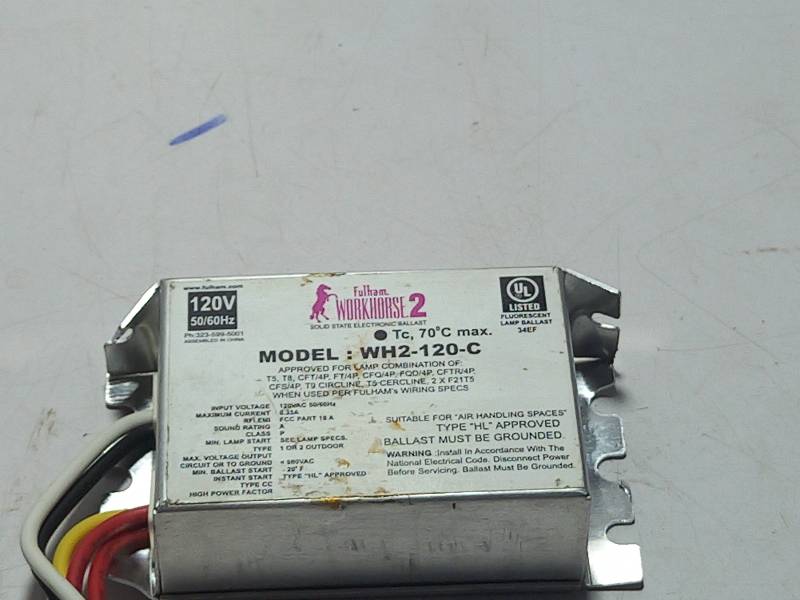 www.fulham.com
120V
50/60Hz
Ph:323-599-5001
ASSEMBLED IN CHINA
Fulham
WORKHORSE 2
SOLID STATE ELECTRONIC BALLAST
Tc, 70°C max.
UL
LISTED
FLUORESCENT
LAMP BALLAST
34EF
MODEL : WH2-120-C
APPROVED FOR LAMP COMBINATION OF:
T5, T8, CFT/4P, FT/4P, CFQ/4P, FQD/4P, CFTR/4P,
CFS/4P, T9 CIRCLINE, T5 CERCLINE, 2 X F21T5
WHEN USED PER FULHAM's WIRING SPECS
INPUT VOLTAGE 120VAC 50/60Hz
MAXIMUM CURRENT 0.35A
RFI/EMI FCC PART 18 A
SOUND RATING A
CLASS P
MIN. LAMP START SEE LAMP SPECS.
TYPE 1 OR 2 OUTDOOR
MAX. VOLTAGE OUTPUT
CIRCUIT OR TO GROUND < 580VAC
MIN. BALLAST START - 20° F
INSTANT START TYPE "HL" APPROVED
TYPE CC
HIGH POWER FACTOR
SUITABLE FOR "AIR HANDLING SPACES"
TYPE "HL" APPROVED
BALLAST MUST BE GROUNDED.
WARNING :Install In Accordance With The
National Electrical Code. Disconnect Power
Before Servicing. Ballast Must Be Grounded.